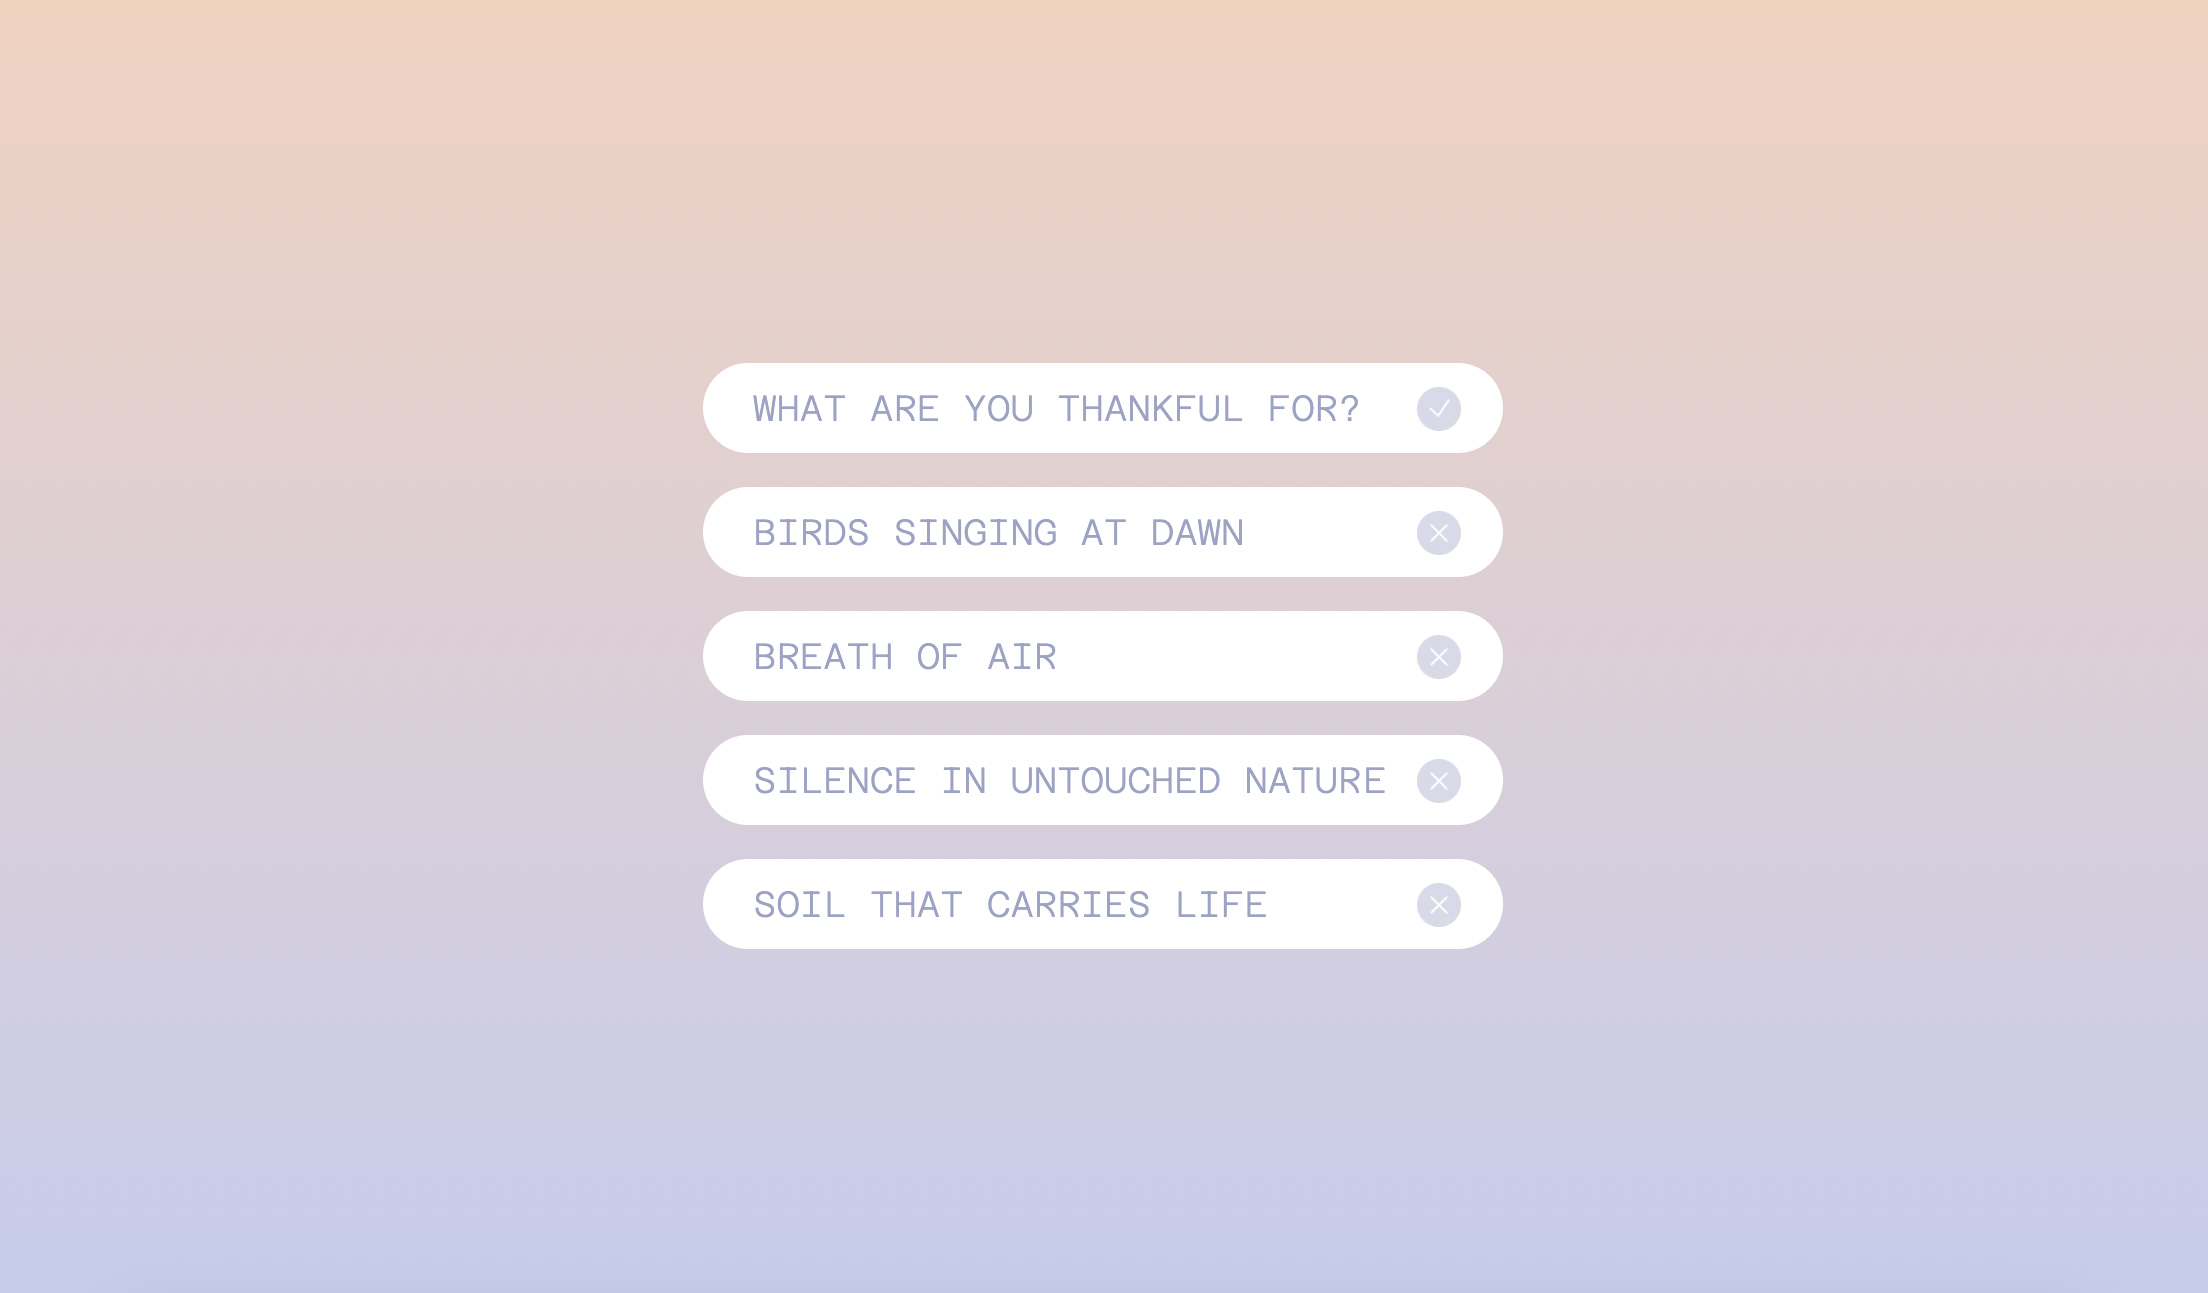 WHAT ARE YOU THANKFUL FOR?
BIRDS SINGING AT DAWN
BREATH OF AIR
SILENCE IN UNTOUCHED NATURE
SOIL THAT CARRIES LIFE